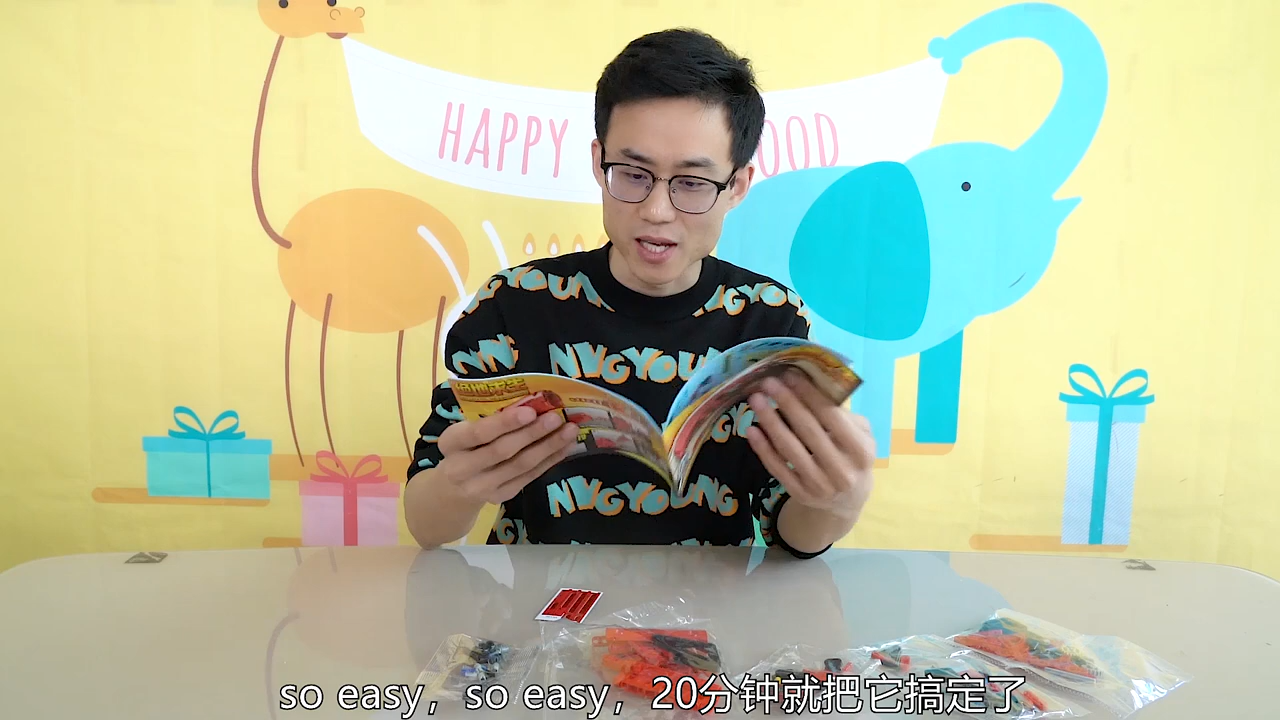 HAPPY OOD
NVGYOUNG
NVGYOUNG
so easy，so easy，20分钟就把它搞定了